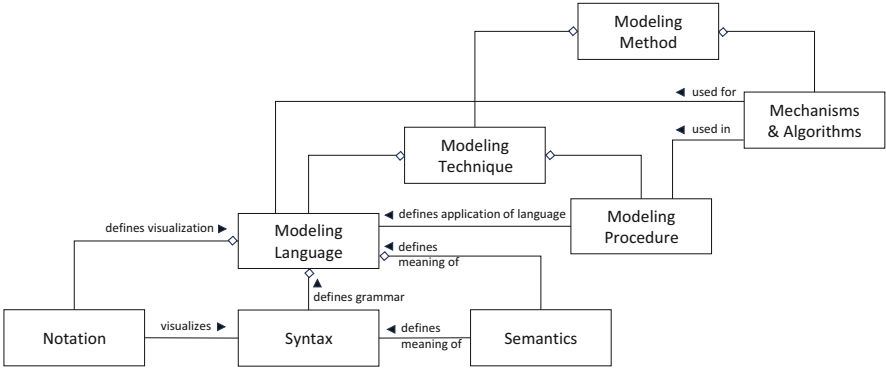 Modeling
Method
◄ used for
Mechanisms
& Algorithms
◄ used in
Modeling
Technique
◄ defines application of language
Modeling
Procedure
defines visualization ►
Modeling
Language
◄ defines
meaning of
▲
defines grammar
Notation
visualizes ►
Syntax
◄ defines
meaning of
Semantics